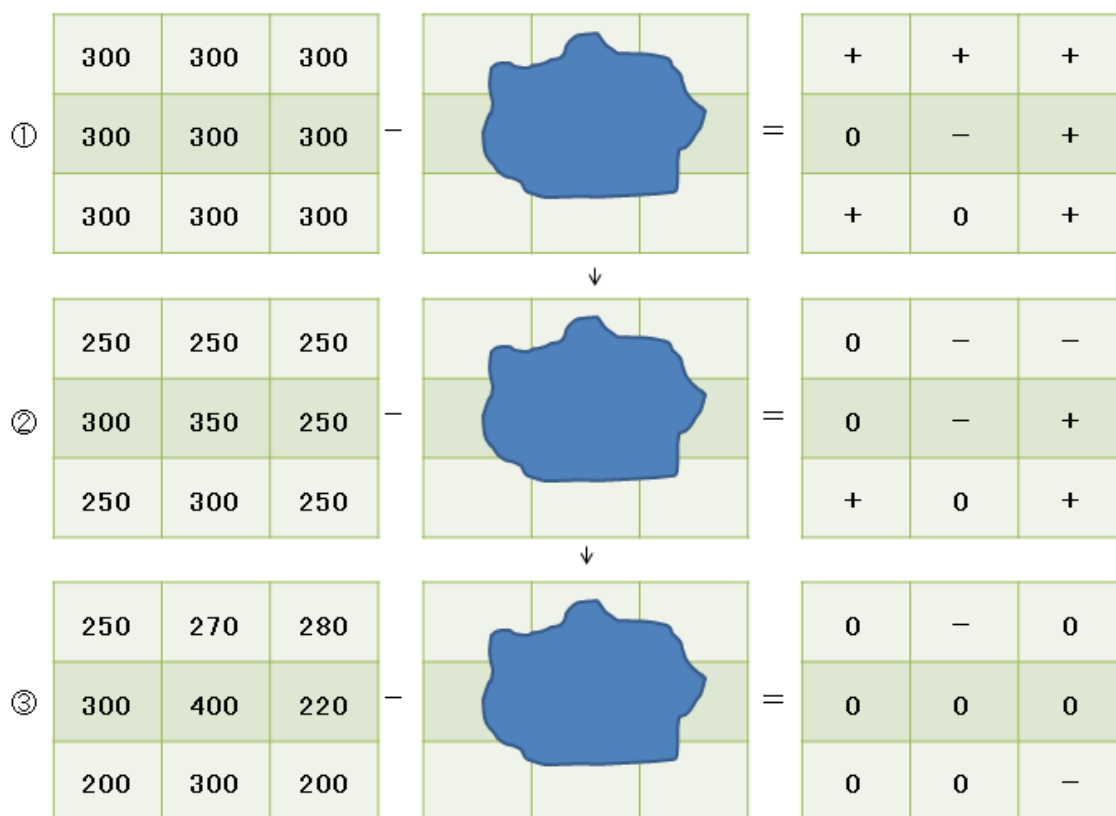 300 300 300 + + +
① 300 300 300 － ＝ 0 － +
300 300 300 + 0 +
↓
250 250 250 0 － －
② 300 350 250 － ＝ 0 － +
250 300 250 + 0 +
↓
250 270 280 0 － 0
③ 300 400 220 － ＝ 0 0 0
200 300 200 0 0 －